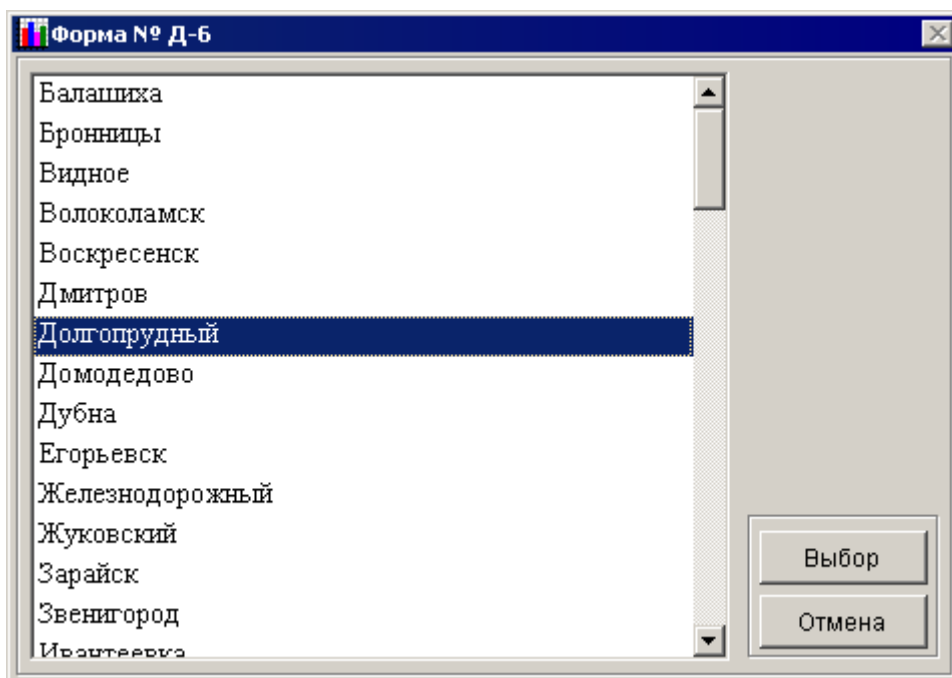 Форма № Д-6
Балашиха
Бронницы
Видное
Волоколамск
Воскресенск
Дмитров
Долгопрудный
Домодедово
Дубна
Егорьевск
Железнодорожный
Жуковский
Зарайск
Звенигород
Ивантеевка
Выбор
Отмена